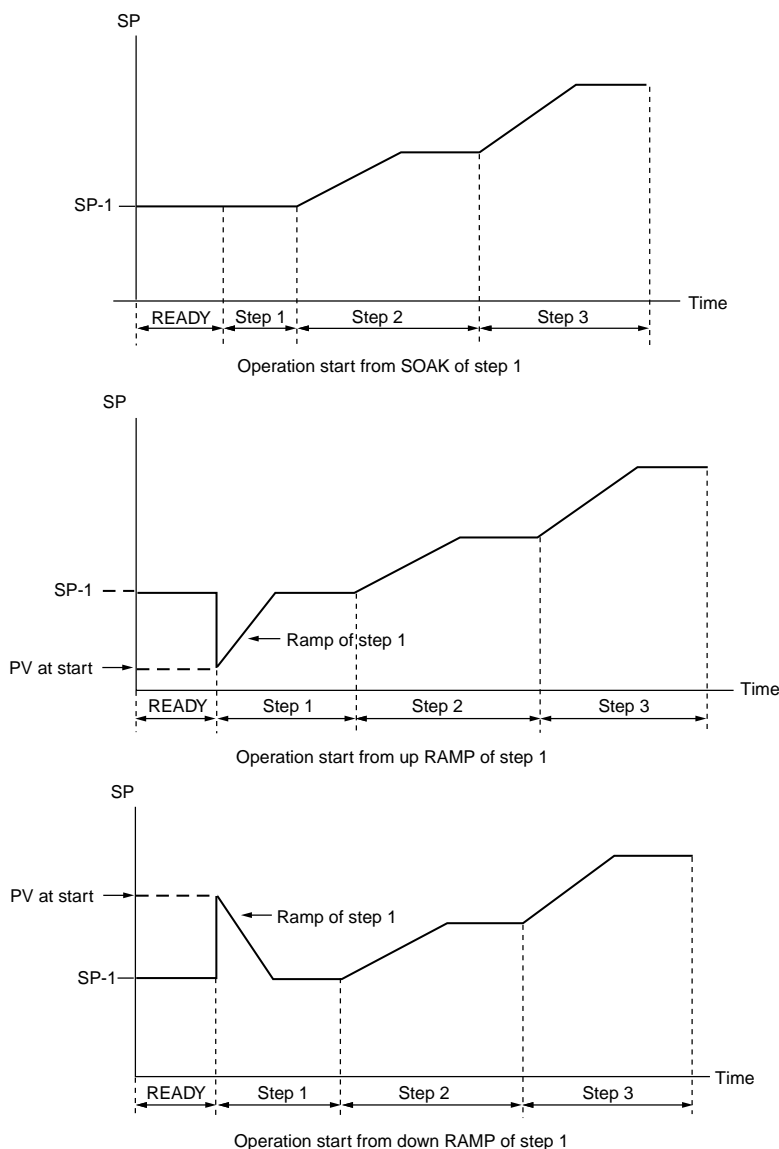 SP
SP-1
Time
READY Step 1 Step 2 Step 3
Operation start from SOAK of step 1
SP
SP-1
Ramp of step 1
PV at start
Time
READY Step 1 Step 2 Step 3
Operation start from up RAMP of step 1
SP
PV at start
Ramp of step 1
SP-1
Time
READY Step 1 Step 2 Step 3
Operation start from down RAMP of step 1